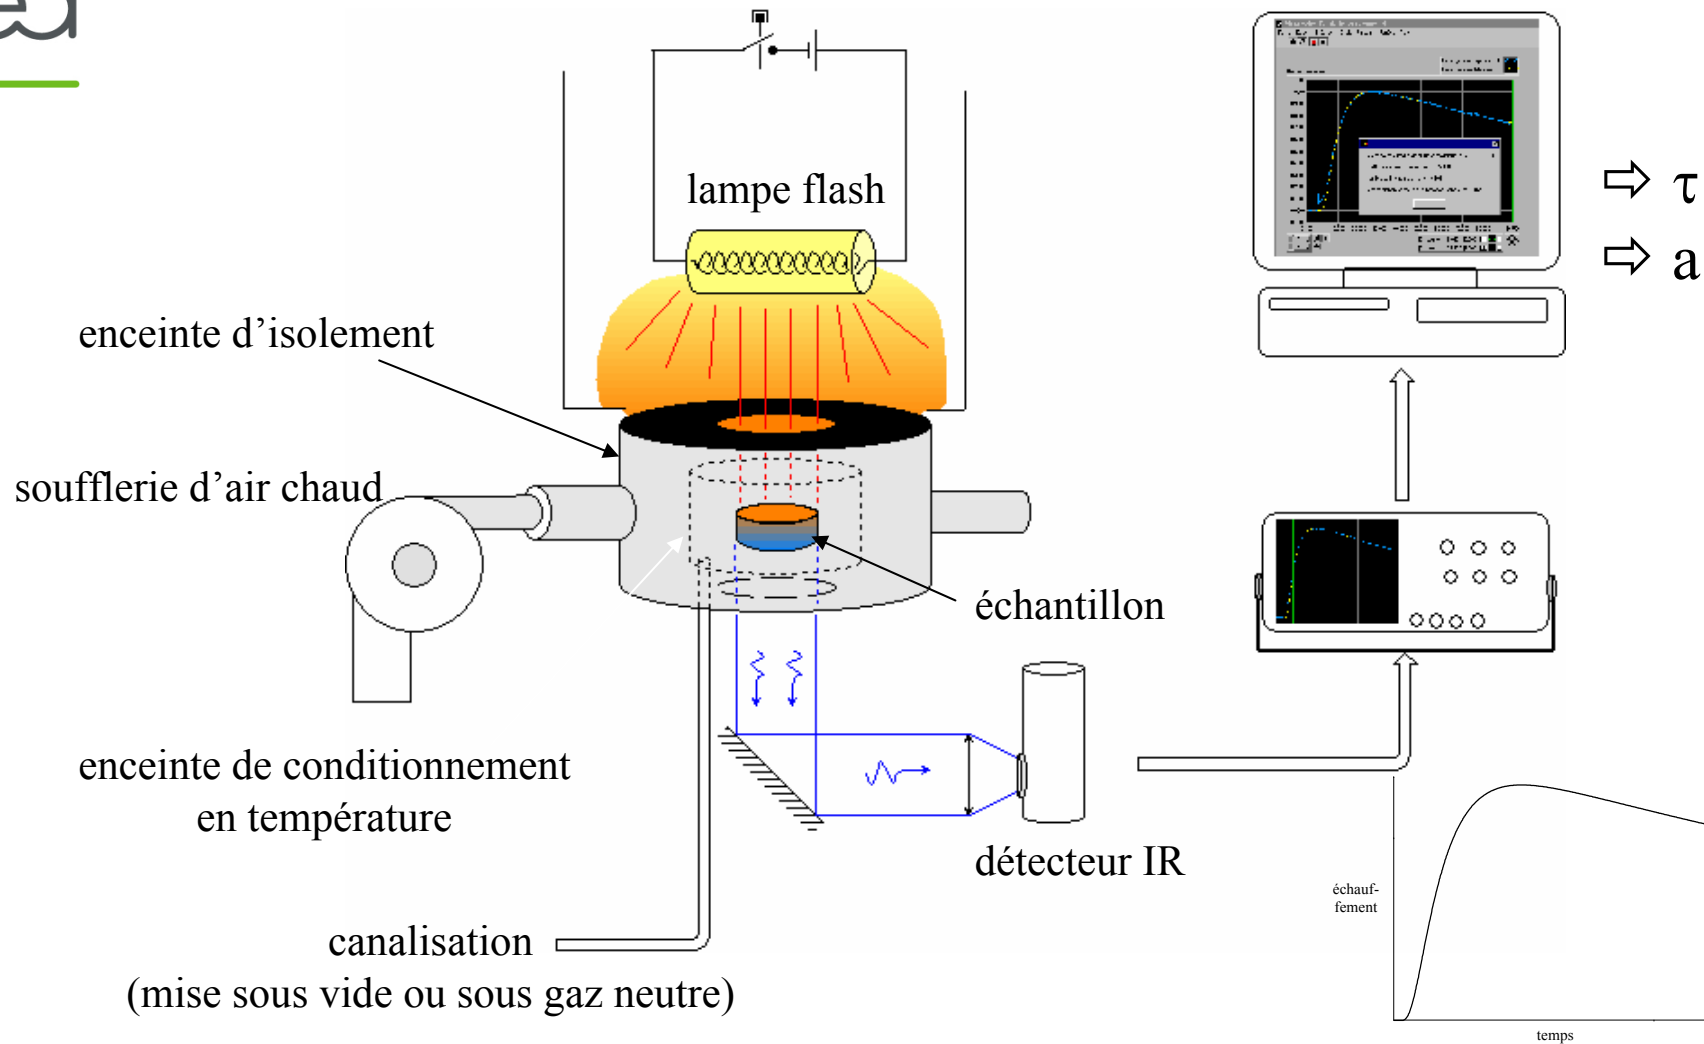 lampe flash
⇨ τ
⇨ a
enceinte d’isolement
soufflerie d’air chaud
échantillon
enceinte de conditionnement
en température
détecteur IR
échauf-
fement
canalisation
(mise sous vide ou sous gaz neutre)
temps